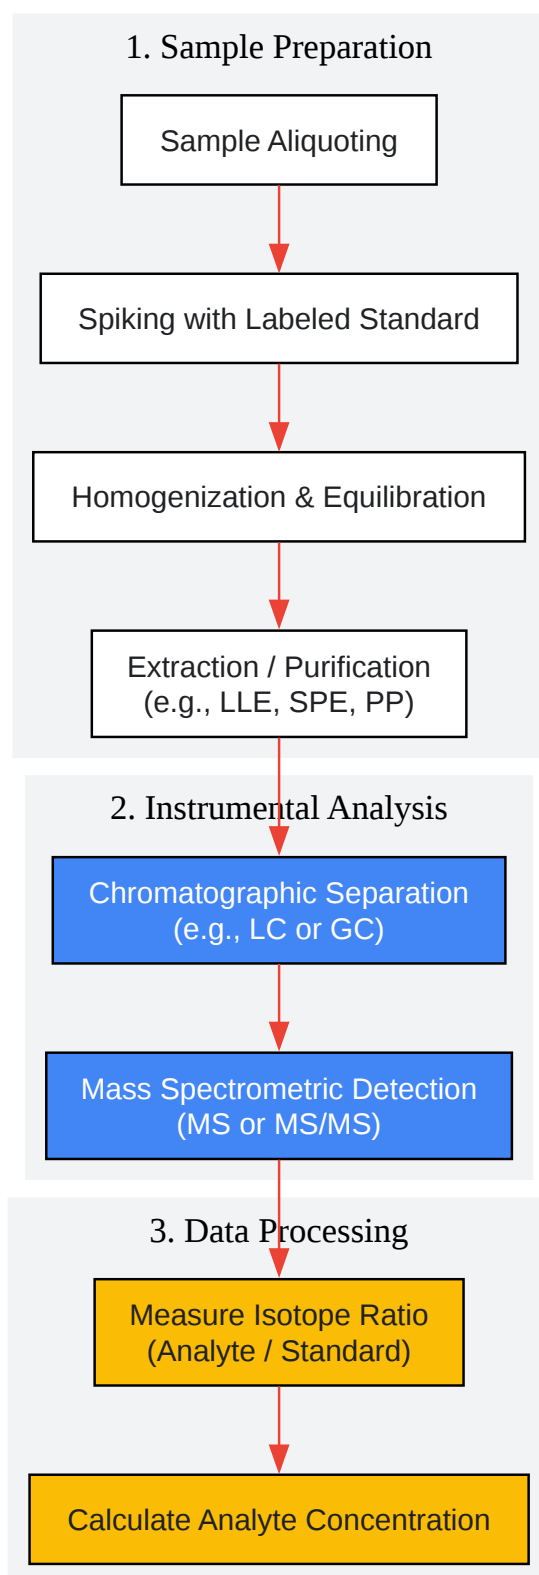 1. Sample Preparation
Sample Aliquoting
Spiking with Labeled Standard
Homogenization & Equilibration
Extraction / Purification
(e.g., LLE, SPE, PP)
2. Instrumental Analysis
Chromatographic Separation
(e.g., LC or GC)
Mass Spectrometric Detection
(MS or MS/MS)
3. Data Processing
Measure Isotope Ratio
(Analyte / Standard)
Calculate Analyte Concentration